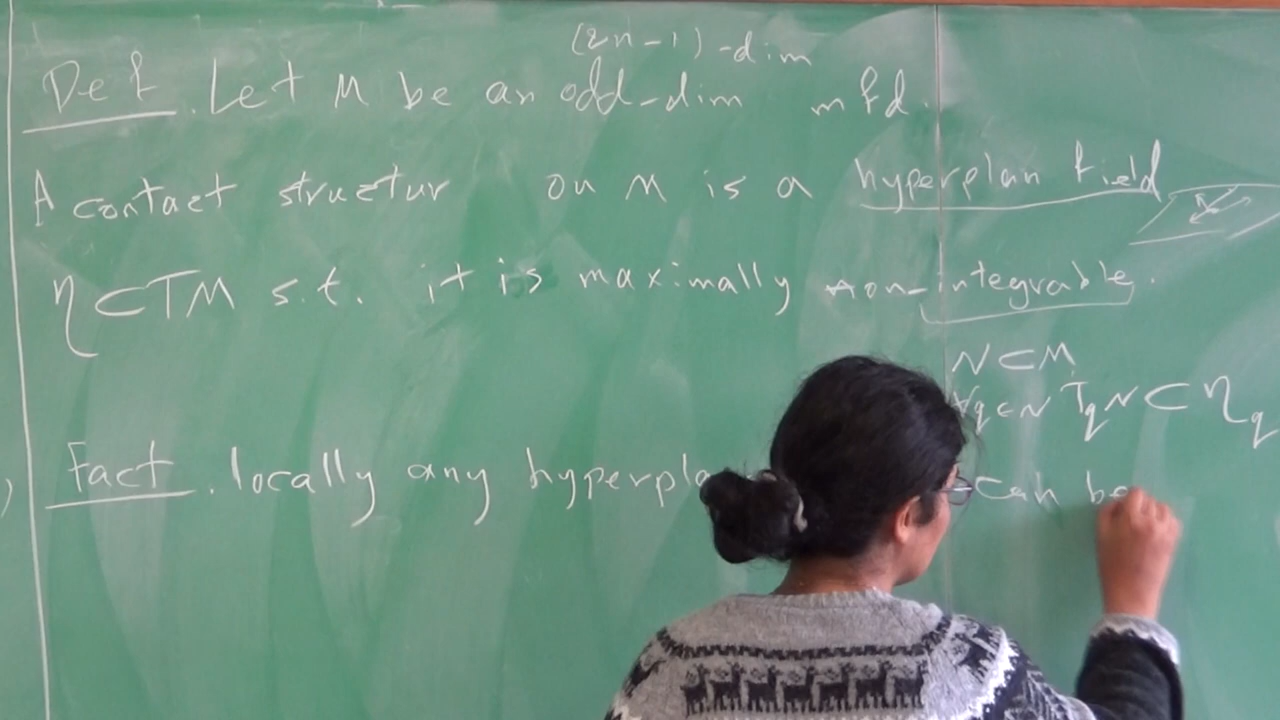 (2n-1)-dim
Def. Let M be an odd-dim mfd.
A contact structur on M is a hyperplan field
η⊂TM s.t. it is maximally non-integrable.
N⊂M
∀q∈N TqN⊂ηq
Fact. locally any hyperpla can be